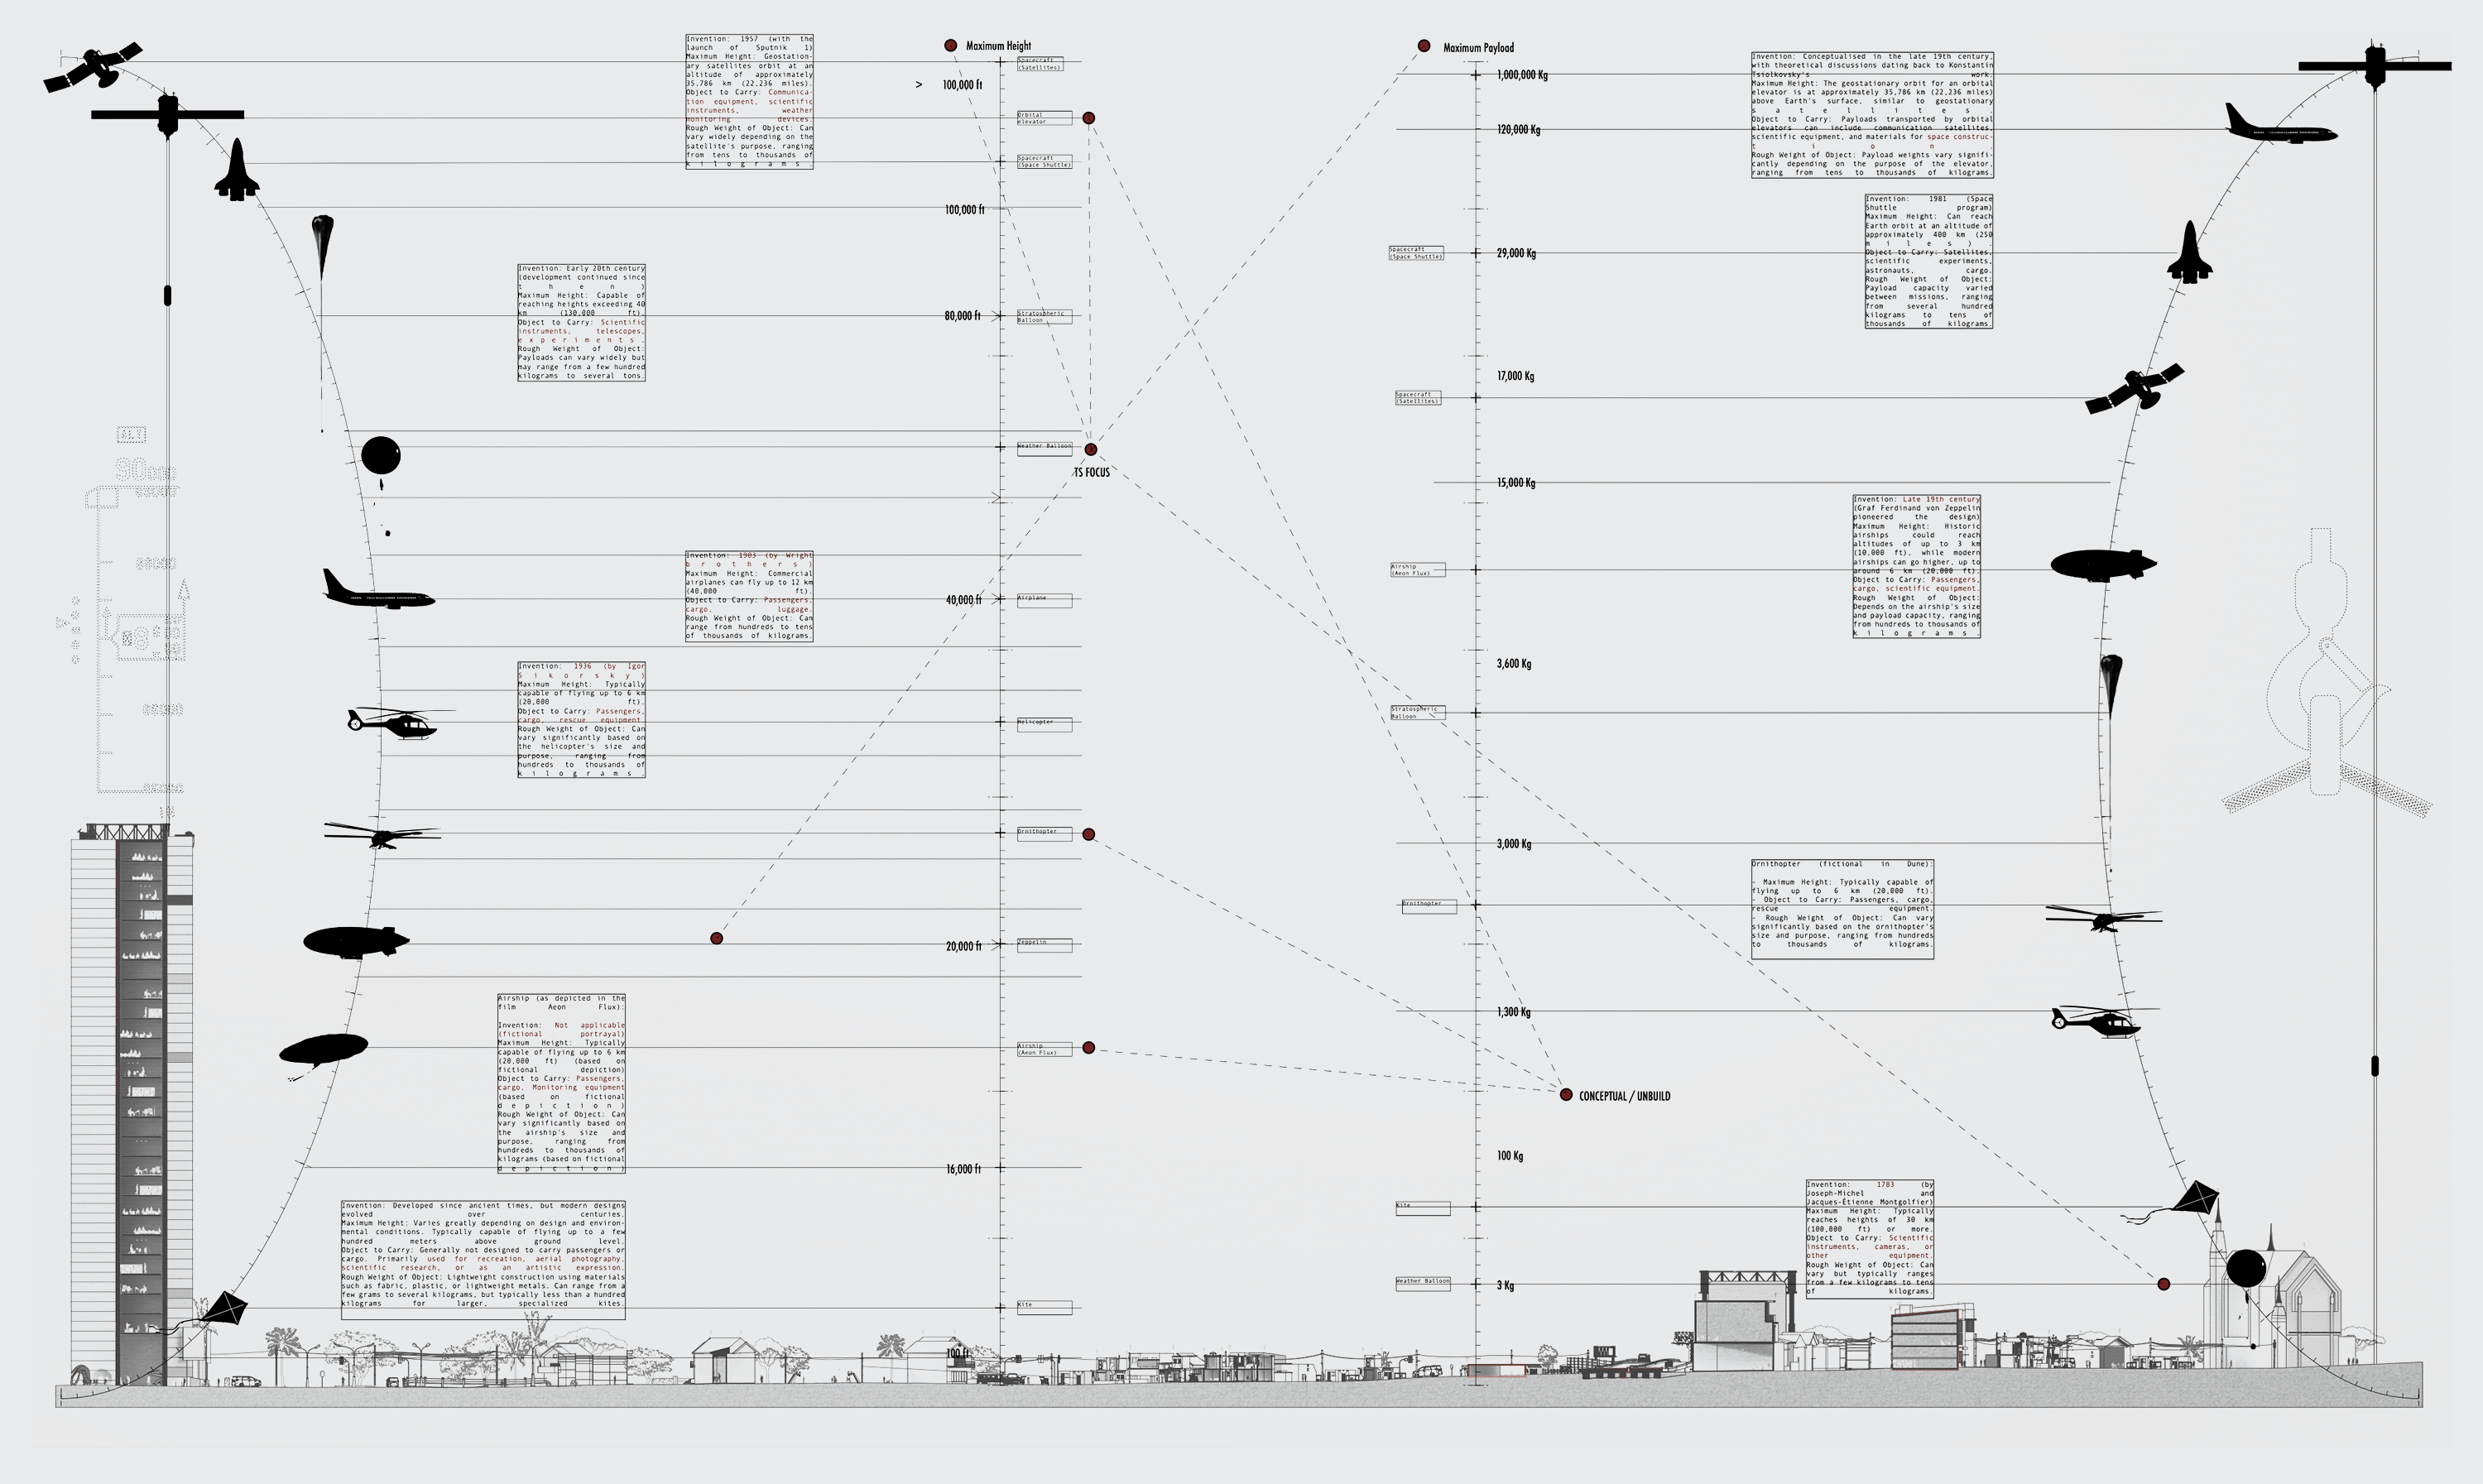 Maximum Height
> 100,000 ft
100,000 ft
80,000 ft
40,000 ft
20,000 ft
16,000 ft
100 ft
Spacecraft
(Satellites)
Orbital
elevator
Spacecraft
(Space Shuttle)
Stratospheric
Balloon
Weather Balloon
Airplane
Helicopter
Ornithopter
Zeppelin
Airship
(Aeon Flux)
Kite
Invention: 1957 (with the
launch of Sputnik 1)
Maximum Height: Geostation-
ary satellites orbit at an
altitude of approximately
35,786 km (22,236 miles).
Object to Carry: Communica-
tion equipment, scientific
instruments, weather
monitoring devices.
Rough Weight of Object: Can
vary widely depending on the
satellite's purpose, ranging
from tens to thousands of
kilograms.
Invention: Early 20th century
(development continued since
then)
Maximum Height: Capable of
reaching heights exceeding 40
km (130,000 ft).
Object to Carry: Scientific
instruments, telescopes,
experiments.
Rough Weight of Object:
Payloads can vary widely but
may range from a few hundred
kilograms to several tons.
Invention: 1903 (by Wright
brothers)
Maximum Height: Commercial
airplanes can fly up to 12 km
(40,000 ft).
Object to Carry: Passengers,
cargo, luggage.
Rough Weight of Object: Can
range from hundreds to tens
of thousands of kilograms.
Invention: 1936 (by Igor
Sikorsky)
Maximum Height: Typically
capable of flying up to 6 km
(20,000 ft).
Object to Carry: Passengers,
cargo, rescue equipment.
Rough Weight of Object: Can
vary significantly based on
the helicopter's size and
purpose, ranging from
hundreds to thousands of
kilograms.
Airship (as depicted in the
film Aeon Flux):
Invention: Not applicable
(fictional portrayal)
Maximum Height: Typically
capable of flying up to 6 km
(20,000 ft) (based on
fictional depiction)
Object to Carry: Passengers,
cargo, Monitoring equipment
(based on fictional
depiction)
Rough Weight of Object: Can
vary significantly based on
the airship's size and
purpose, ranging from
hundreds to thousands of
kilograms (based on fictional
depiction)
Invention: Developed since ancient times, but modern designs
evolved over centuries.
Maximum Height: Varies greatly depending on design and environ-
mental conditions. Typically capable of flying up to a few
hundred meters above ground level.
Object to Carry: Generally not designed to carry passengers or
cargo. Primarily used for recreation, aerial photography,
scientific research, or as an artistic expression.
Rough Weight of Object: Lightweight construction using materials
such as fabric, plastic, or lightweight metals. Can range from a
few grams to several kilograms, but typically less than a hundred
kilograms for larger, specialized kites.
TS FOCUS
CONCEPTUAL / UNBUILD
Maximum Payload
1,000,000 Kg
120,000 Kg
29,000 Kg
17,000 Kg
15,000 Kg
3,600 Kg
3,000 Kg
1,300 Kg
100 Kg
3 Kg
Spacecraft
(Space Shuttle)
Spacecraft
(Satellites)
Airship
(Aeon Flux)
Stratospheric
Balloon
Ornithopter
Kite
Weather Balloon
Invention: Conceptualised in the late 19th century,
with theoretical discussions dating back to Konstantin
Tsiolkovsky's work.
Maximum Height: The geostationary orbit for an orbital
elevator is at approximately 35,786 km (22,236 miles)
above Earth's surface, similar to geostationary
satellites.
Object to Carry: Payloads transported by orbital
elevators can include communication satellites,
scientific equipment, and materials for space construc-
tion.
Rough Weight of Object: Payload weights vary signifi-
cantly depending on the purpose of the elevator,
ranging from tens to thousands of kilograms.
Invention: 1981 (Space
Shuttle program)
Maximum Height: Can reach
Earth orbit at an altitude of
approximately 400 km (250
miles).
Object to Carry: Satellites,
scientific experiments,
astronauts, cargo.
Rough Weight of Object:
Payload capacity varied
between missions, ranging
from several hundred
kilograms to tens of
thousands of kilograms.
Invention: Late 19th century
(Graf Ferdinand von Zeppelin
pioneered the design)
Maximum Height: Historic
airships could reach
altitudes of up to 3 km
(10,000 ft), while modern
airships can go higher, up to
around 6 km (20,000 ft).
Object to Carry: Passengers,
cargo, scientific equipment.
Rough Weight of Object:
Depends on the airship's size
and payload capacity, ranging
from hundreds to thousands of
kilograms.
Ornithopter (fictional in Dune):
- Maximum Height: Typically capable of
flying up to 6 km (20,000 ft).
- Object to Carry: Passengers, cargo,
rescue equipment.
- Rough Weight of Object: Can vary
significantly based on the ornithopter's
size and purpose, ranging from hundreds
to thousands of kilograms.
Invention: 1783 (by
Joseph-Michel and
Jacques-Étienne Montgolfier)
Maximum Height: Typically
reaches heights of 30 km
(100,000 ft) or more.
Object to Carry: Scientific
instruments, cameras, or
other equipment.
Rough Weight of Object: Can
vary but typically ranges
from a few kilograms to tens
of kilograms.
ALT